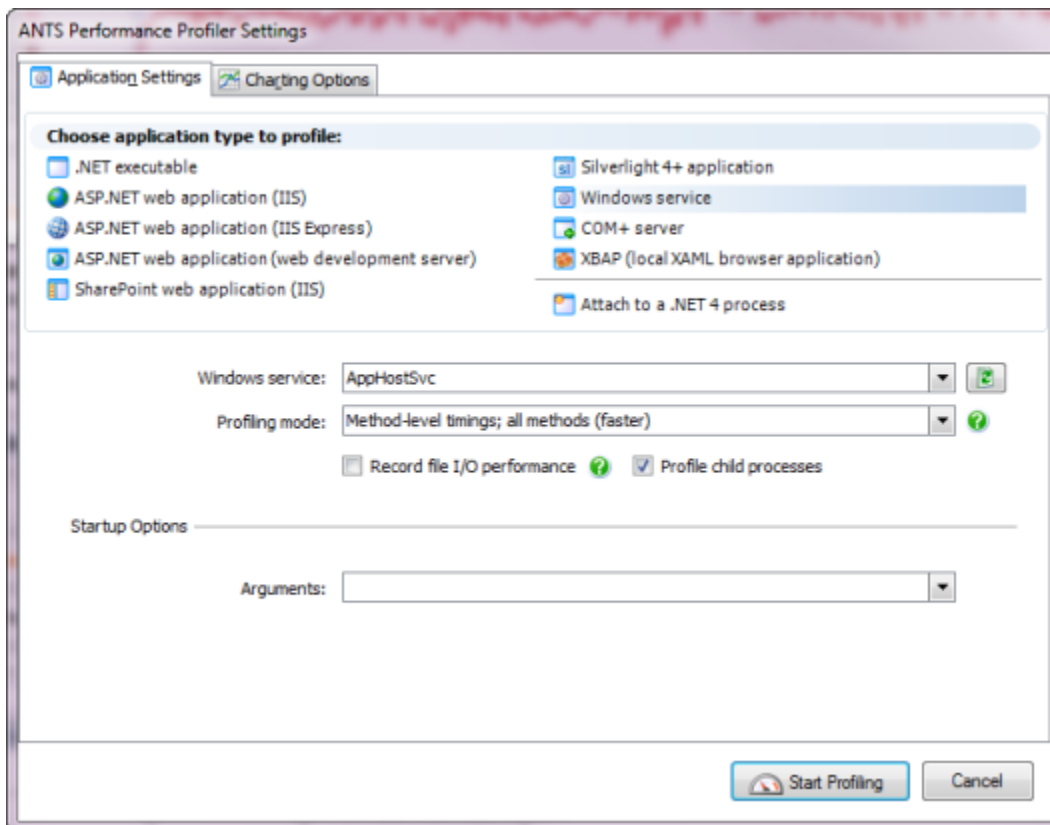 ANTS Performance Profiler Settings
Application Settings
Charting Options
Choose application type to profile:
.NET executable
ASP.NET web application (IIS)
ASP.NET web application (IIS Express)
ASP.NET web application (web development server)
SharePoint web application (IIS)
Silverlight 4+ application
Windows service
COM+ server
XBAP (local XAML browser application)
Attach to a .NET 4 process
Windows service: AppHostSvc
Profiling mode: Method-level timings; all methods (faster)
Record file I/O performance Profile child processes
Startup Options
Arguments:
Start Profiling Cancel